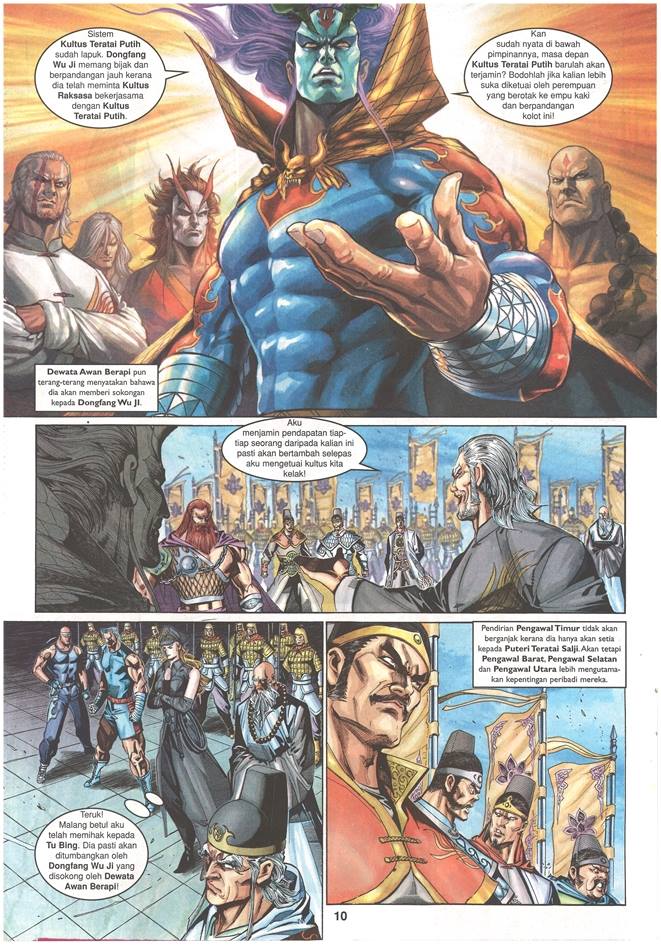 Sistem
Kultus Teratai Putih
sudah lapuk. Dongfang
Wu Ji memang bijak dan
berpandangan jauh kerana
dia telah meminta Kultus
Raksasa bekerjasama
dengan Kultus
Teratai Putih.
Kan
sudah nyata di bawah
pimpinannya, masa depan
Kultus Teratai Putih barulah akan
terjamin? Bodohlah jika kalian lebih
suka diketuai oleh perempuan
yang berotak ke empu kaki
dan berpandangan
kolot ini!
Dewata Awan Berapi pun
terang-terang menyatakan bahawa
dia akan memberi sokongan
kepada Dongfang Wu JI.
Aku
menjamin pendapatan tiap-
tiap seorang daripada kalian ini
pasti akan bertambah selepas
aku mengetuai kultus kita
kelak!
Teruk!
Malang betul aku
telah memihak kepada
Tu Bing. Dia pasti akan
ditumbangkan oleh
Dongfang Wu Ji yang
disokong oleh Dewata
Awan Berapi!
Pendirian Pengawal Timur tidak akan
berganjak kerana dia hanya akan setia
kepada Puteri Teratai Salji. Akan tetapi
Pengawal Barat, Pengawal Selatan
dan Pengawal Utara lebih mengutama-
kan kepentingan peribadi mereka.
10